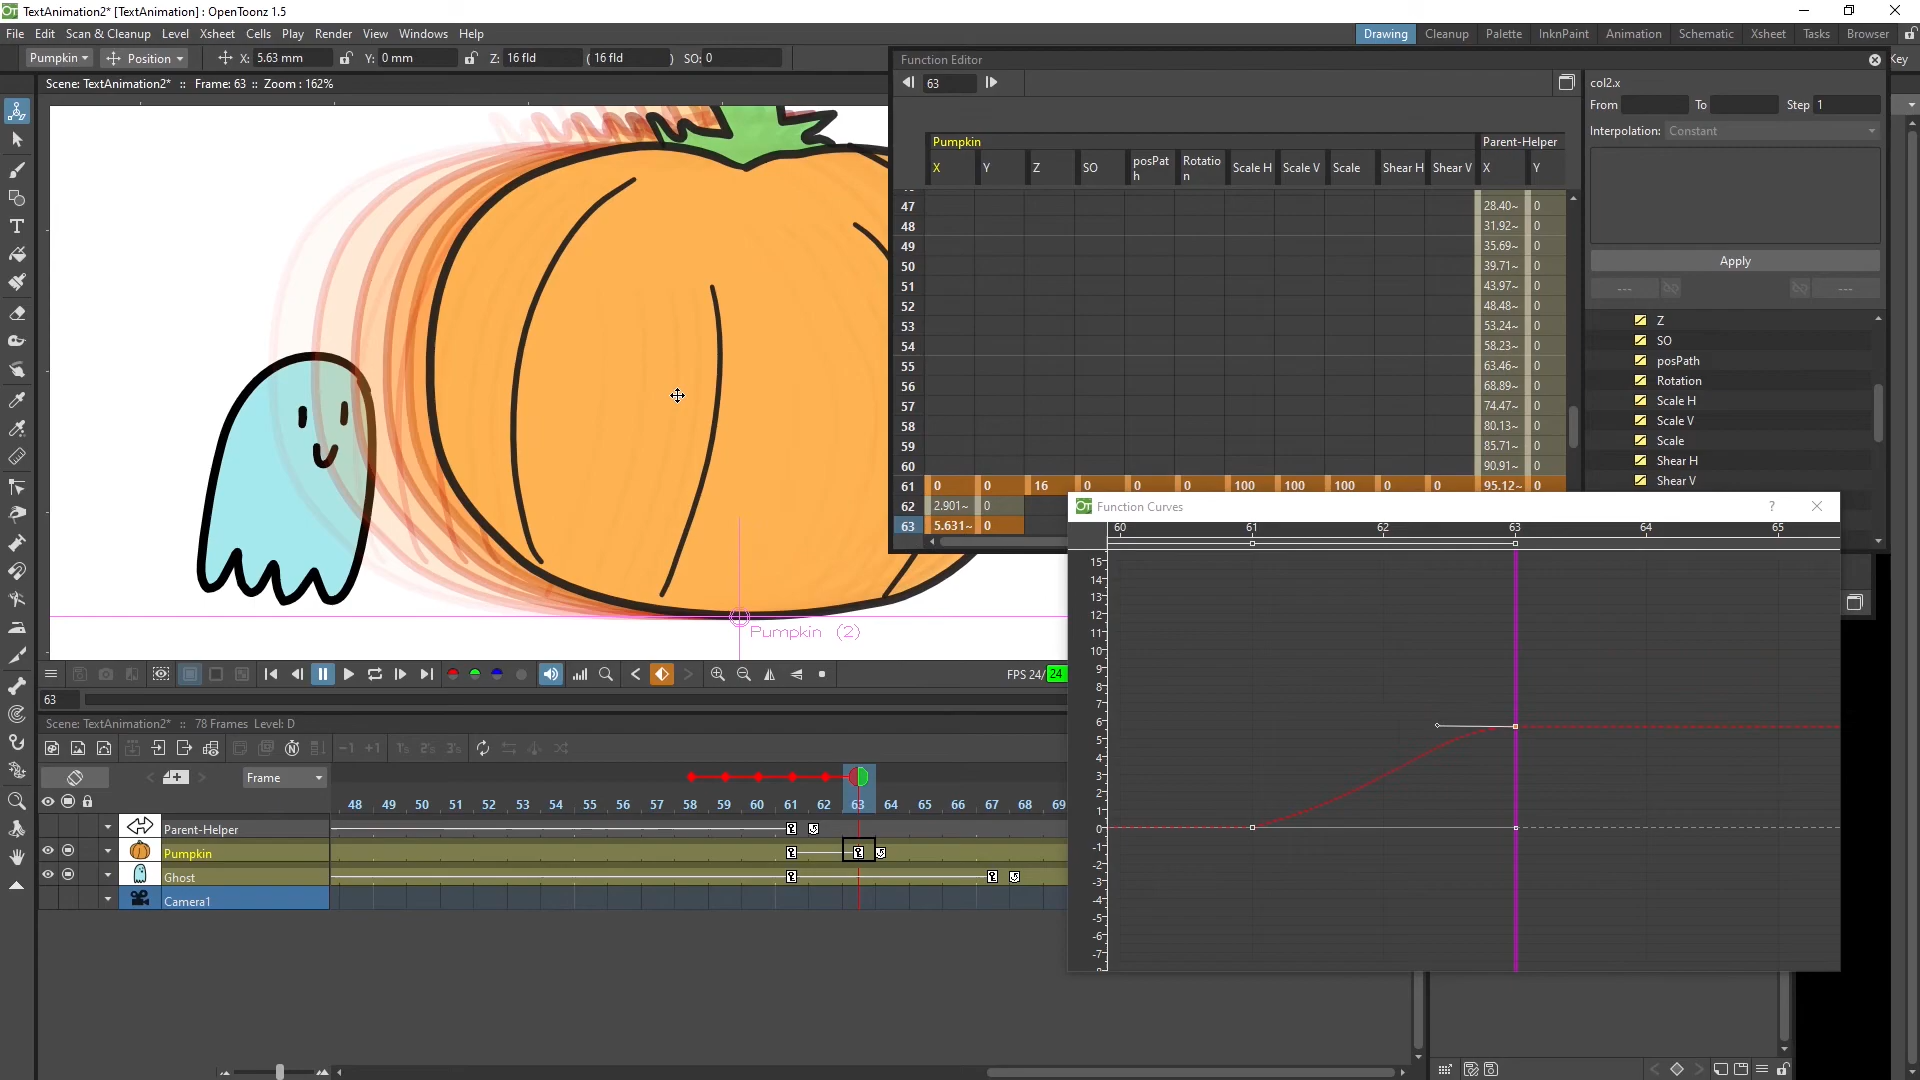 TextAnimation2* [TextAnimation] : OpenToonz 1.5
File Edit Scan & Cleanup Level Xsheet Cells Play Render View Windows Help
Drawing Cleanup Palette InknPaint Animation Schematic Xsheet Tasks Browser
Pumpkin Position X: 5.63 mm Y: 0 mm Z: 16 fld ( 16 fld ) SO: 0
Key
Scene: TextAnimation2* :: Frame: 63 :: Zoom : 162%
Function Editor
63
col2.x
From To Step 1
Interpolation: Constant
Apply
--- ---
Pumpkin Parent-Helper
X Y Z SO posPath Rotation Scale H Scale V Scale Shear H Shear V X Y
47 28.40~ 0
48 31.92~ 0
49 35.69~ 0
50 39.71~ 0
51 43.97~ 0
52 48.48~ 0
53 53.24~ 0
54 58.23~ 0
55 63.46~ 0
56 68.89~ 0
57 74.47~ 0
58 80.13~ 0
59 85.71~ 0
60 90.91~ 0
61 0 0 16 0 0 0 100 100 100 0 0 95.12~ 0
62 2.901~ 0
63 5.631~ 0
Z
SO
posPath
Rotation
Scale H
Scale V
Scale
Shear H
Shear V
Function Curves
?
60 61 62 63 64 65
15
14
13
12
11
10
9
8
7
6
5
4
3
2
1
0
-1
-2
-3
-4
-5
-6
-7
Pumpkin (2)
FPS 24/ 24
63
Scene: TextAnimation2* :: 78 Frames Level: D
-1 +1 1's 2's 3's
Frame
48 49 50 51 52 53 54 55 56 57 58 59 60 61 62 63 64 65 66 67 68 69
Parent-Helper
Pumpkin
Ghost
Camera1